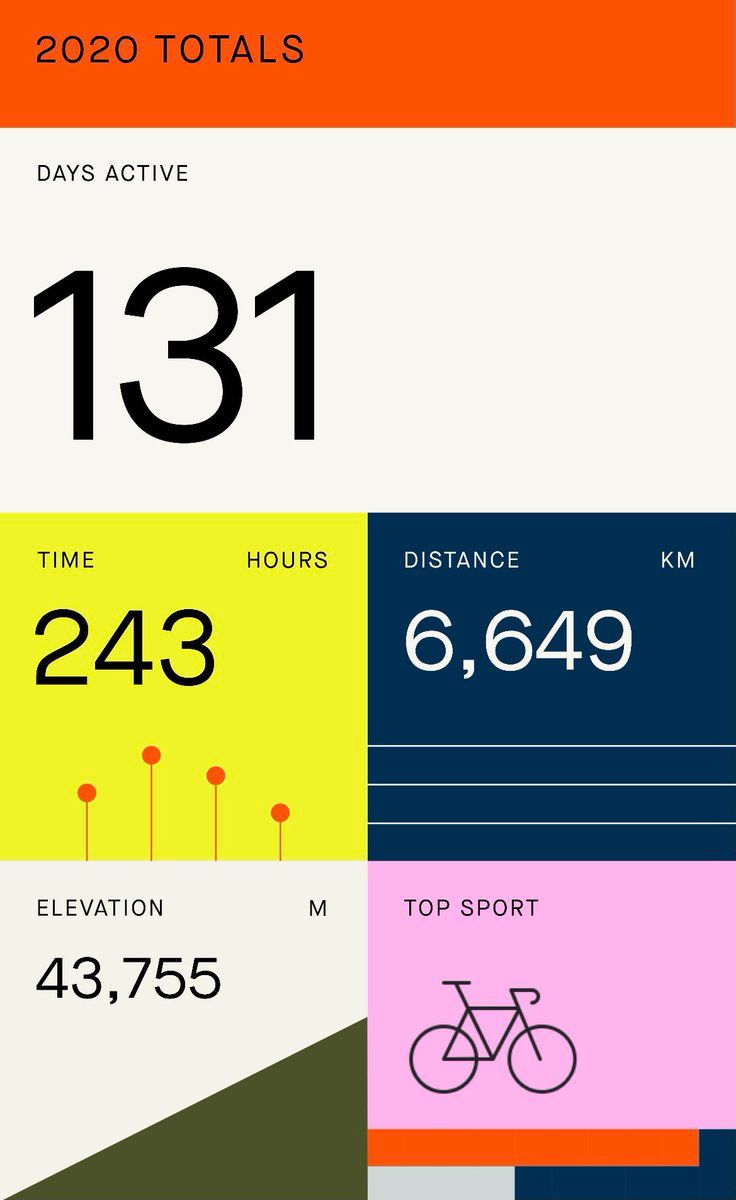 2020 TOTALS
DAYS ACTIVE
131
TIME HOURS
243
DISTANCE KM
6,649
ELEVATION M
43,755
TOP SPORT